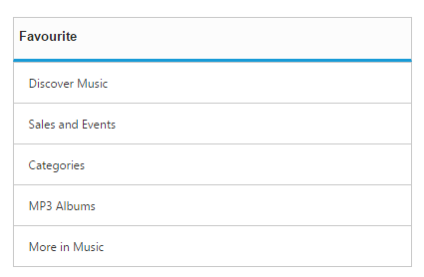 Favourite
Discover Music
Sales and Events
Categories
MP3 Albums
More in Music